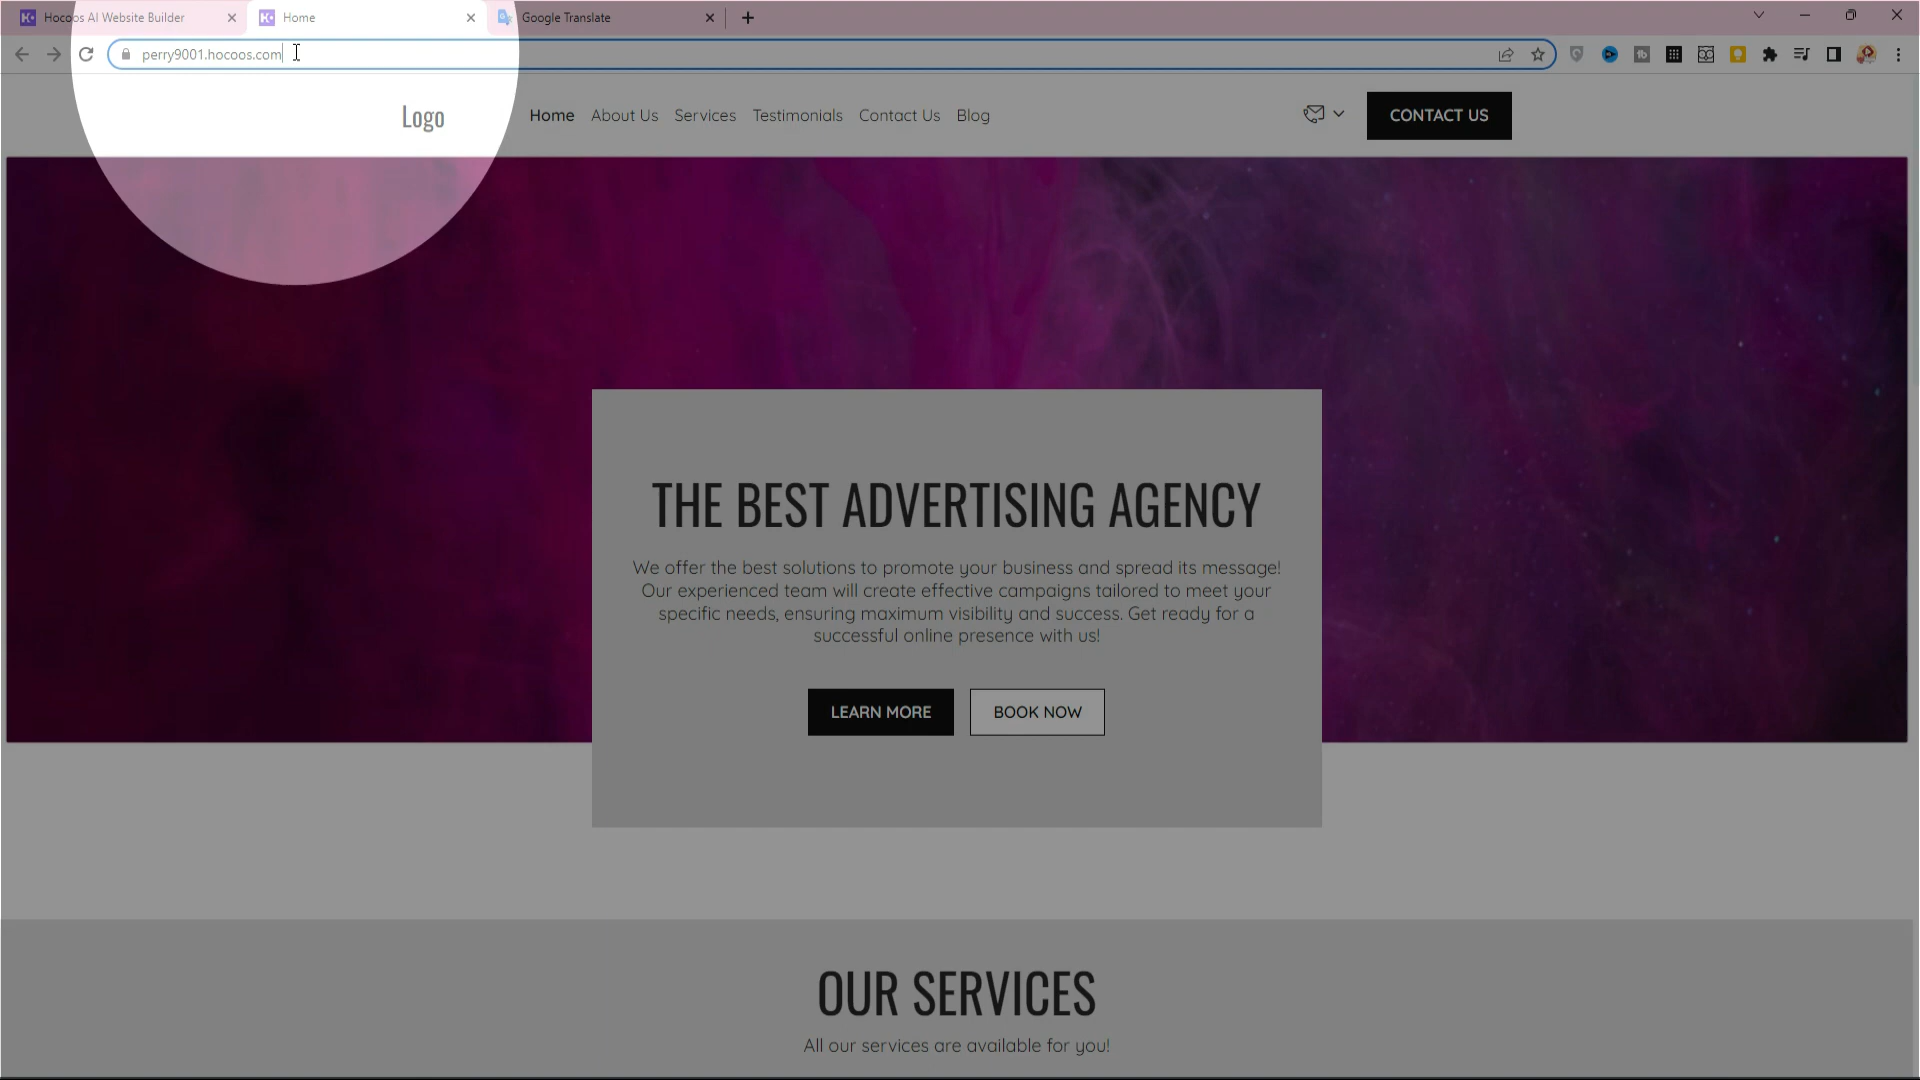 Hocoos AI Website Builder
Home
Google Translate
perry9001.hocoos.com
Logo
Home
About Us
Services
Testimonials
Contact Us
Blog
CONTACT US
THE BEST ADVERTISING AGENCY
We offer the best solutions to promote your business and spread its message!
Our experienced team will create effective campaigns tailored to meet your
specific needs, ensuring maximum visibility and success. Get ready for a
successful online presence with us!
LEARN MORE
BOOK NOW
OUR SERVICES
All our services are available for you!